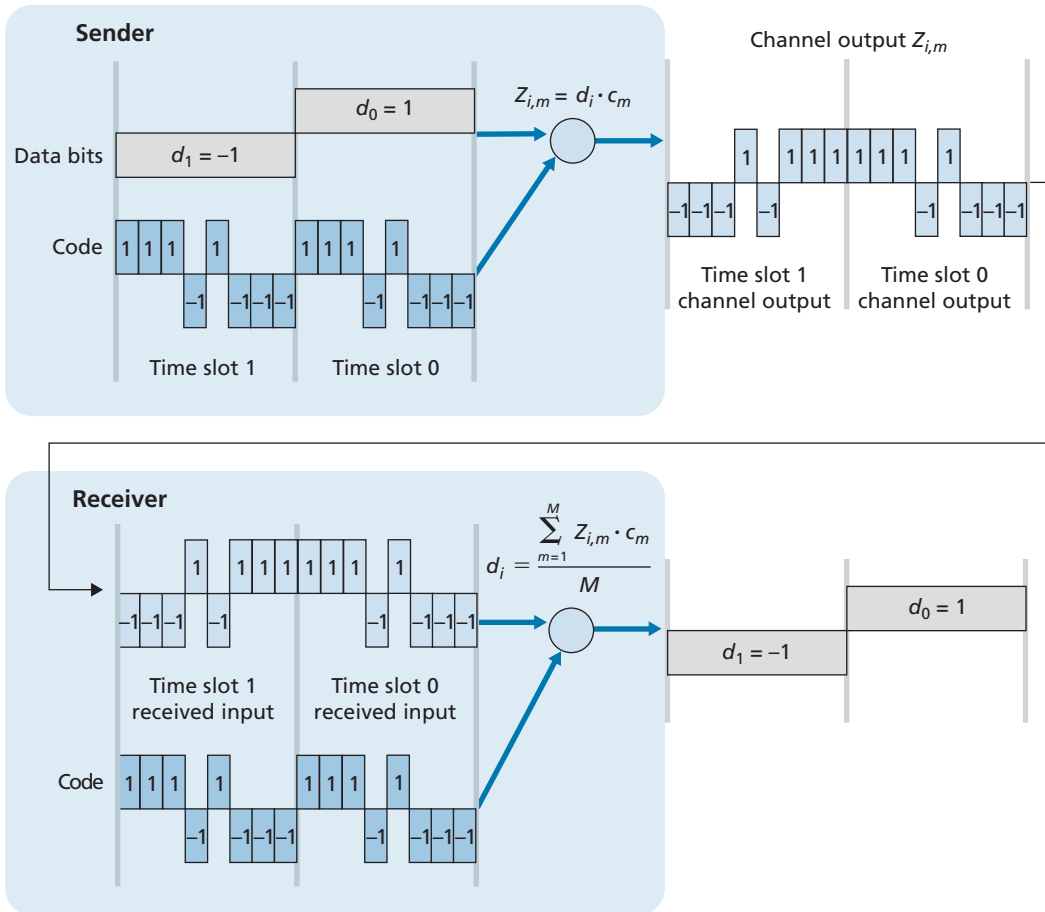 Sender
Channel output Z_{i,m}
d_0 = 1
Z_{i,m} = d_i · c_m
Data bits
d_1 = –1
1 1 1 1 1 1 1 1
–1 –1 –1 –1 –1 –1 –1 –1
Code
1 1 1 1 1 1 1 1
–1 –1 –1 –1 –1 –1 –1 –1
Time slot 1
channel output
Time slot 0
channel output
Time slot 1
Time slot 0
Receiver
1 1 1 1 1 1 1 1
–1 –1 –1 –1 –1 –1 –1 –1
d_i = \frac{\sum_{m=1}^{M} Z_{i,m} · c_m}{M}
d_0 = 1
d_1 = –1
Time slot 1
received input
Time slot 0
received input
Code
1 1 1 1 1 1 1 1
–1 –1 –1 –1 –1 –1 –1 –1